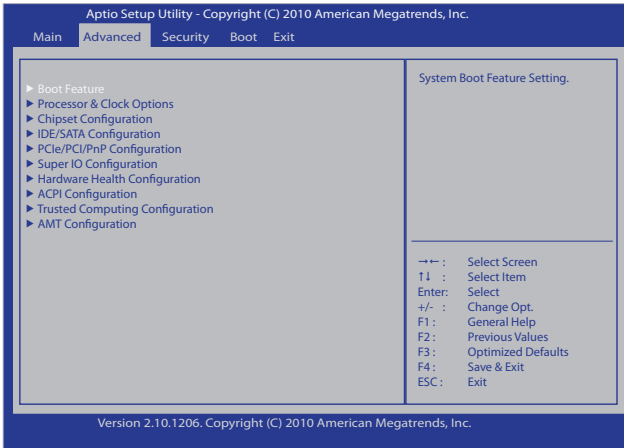 Aptio Setup Utility - Copyright (C) 2010 American Megatrends, Inc.
Main Advanced Security Boot Exit
▶ Boot Feature
▶ Processor & Clock Options
▶ Chipset Configuration
▶ IDE/SATA Configuration
▶ PCIe/PCI/PnP Configuration
▶ Super IO Configuration
▶ Hardware Health Configuration
▶ ACPI Configuration
▶ Trusted Computing Configuration
▶ AMT Configuration
System Boot Feature Setting.
→← : Select Screen
↑↓ : Select Item
Enter: Select
+/- : Change Opt.
F1 : General Help
F2 : Previous Values
F3 : Optimized Defaults
F4 : Save & Exit
ESC : Exit
Version 2.10.1206. Copyright (C) 2010 American Megatrends, Inc.